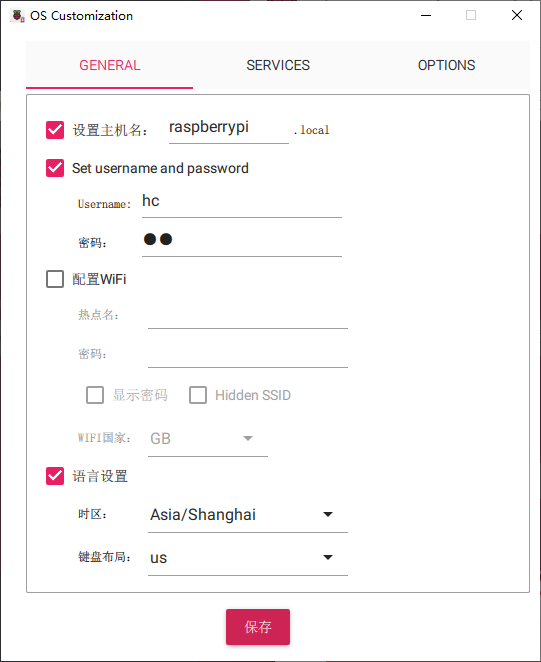 OS Customization
GENERAL SERVICES OPTIONS
设置主机名： raspberrypi .local
Set username and password
Username: hc
密码： ●●
配置WiFi
热点名：
密码：
显示密码 Hidden SSID
WIFI国家： GB
语言设置
时区： Asia/Shanghai
键盘布局： us
保存